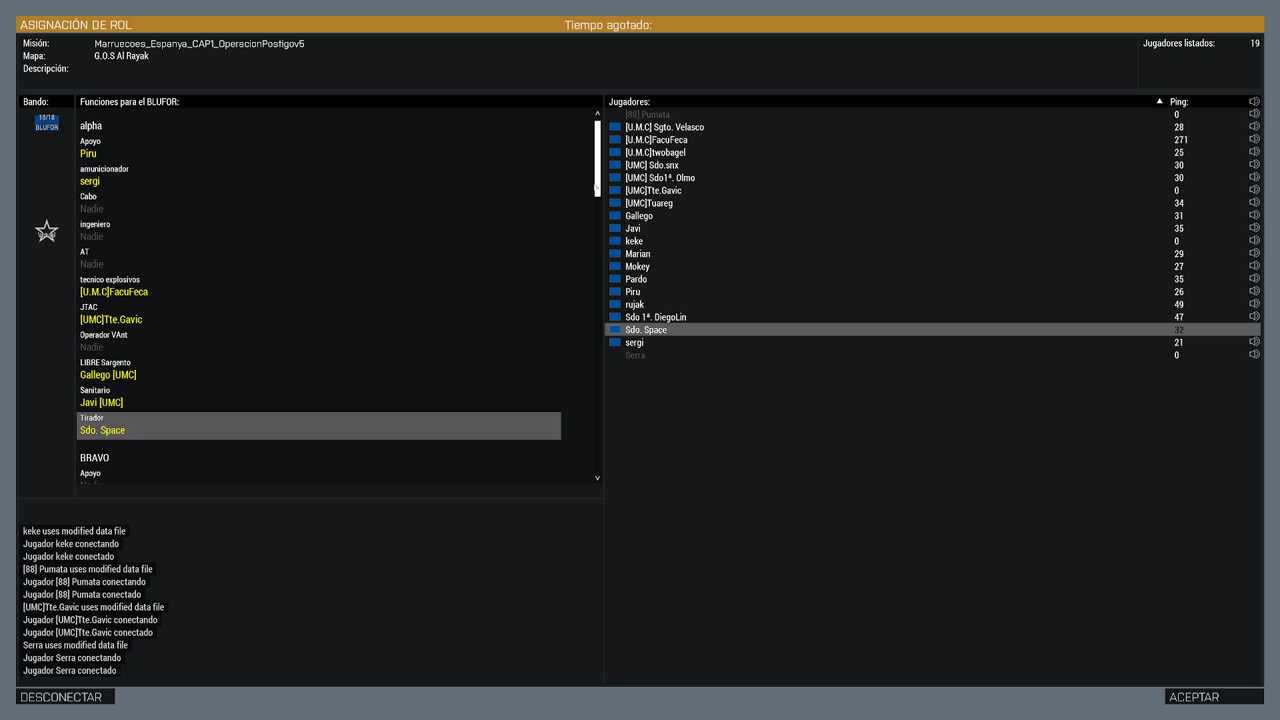 ASIGNACIÓN DE ROL
Tiempo agotado:
Misión: Marruecoes_Espanya_CAP1_OperacionPostigov5
Mapa: G.O.S Al Rayak
Descripción:
Jugadores listados: 19
Bando:
18/18
BLUFOR
Funciones para el BLUFOR:
alpha
Apoyo
Piru
amunicionador
sergi
Cabo
Nadie
ingeniero
Nadie
AT
Nadie
tecnico explosivos
[U.M.C]FacuFeca
JTAC
[UMC]Tte.Gavic
Operador VAnt
Nadie
LIBRE Sargento
Gallego [UMC]
Sanitario
Javi [UMC]
Tirador
Sdo. Space
BRAVO
Apoyo
Jugadores: Ping:
[88] Pumata 0
[U.M.C] Sgto. Velasco 28
[U.M.C]FacuFeca 271
[U.M.C]twobagel 25
[UMC] Sdo.snx 30
[UMC] Sdo1ª. Olmo 30
[UMC]Tte.Gavic 0
[UMC]Tuareg 34
Gallego 31
Javi 35
keke 0
Marian 29
Mokey 27
Pardo 35
Piru 26
rujak 49
Sdo 1ª. DiegoLin 47
Sdo. Space 32
sergi 21
Serra 0
keke uses modified data file
Jugador keke conectando
Jugador keke conectado
[88] Pumata uses modified data file
Jugador [88] Pumata conectando
Jugador [88] Pumata conectado
[UMC]Tte.Gavic uses modified data file
Jugador [UMC]Tte.Gavic conectando
Jugador [UMC]Tte.Gavic conectado
Serra uses modified data file
Jugador Serra conectando
Jugador Serra conectado
DESCONECTAR
ACEPTAR